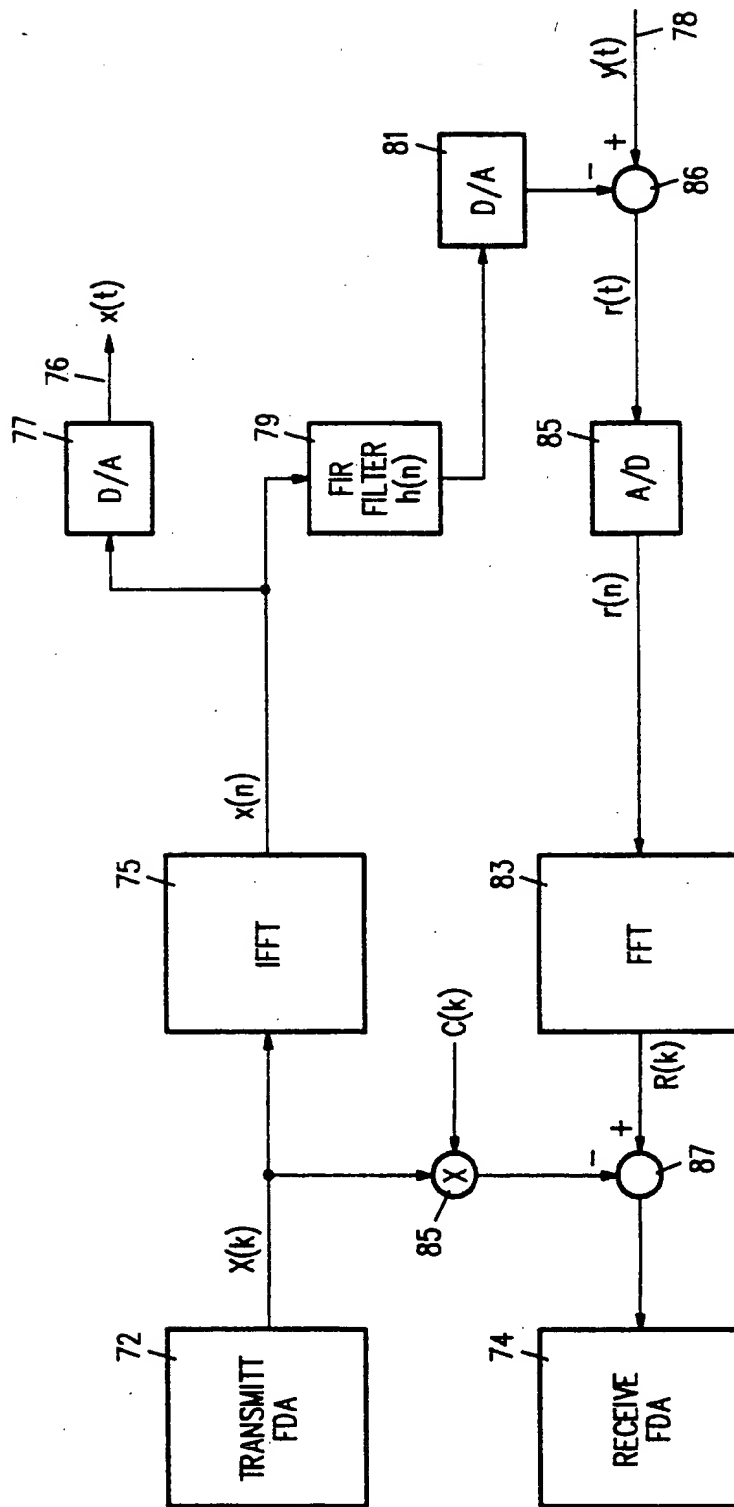 72
TRANSMITT
FDA
X(k)
75
IFFT
x(n)
77
D/A
76
x(t)
79
FIR
FILTER
h(n)
81
D/A
85
X
C(k)
-
+
87
R(k)
74
RECEIVE
FDA
83
FFT
r(n)
85
A/D
r(t)
-
+
86
y(t)
78